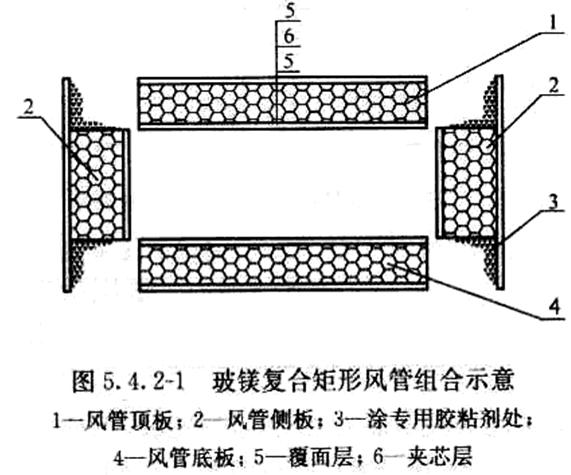 5
6
5
1
2
2
3
4
图 5.4.2-1 玻镁复合矩形风管组合示意
1—风管顶板；2—风管侧板；3—涂专用胶粘剂处；
4—风管底板；5—覆面层；6—夹芯层